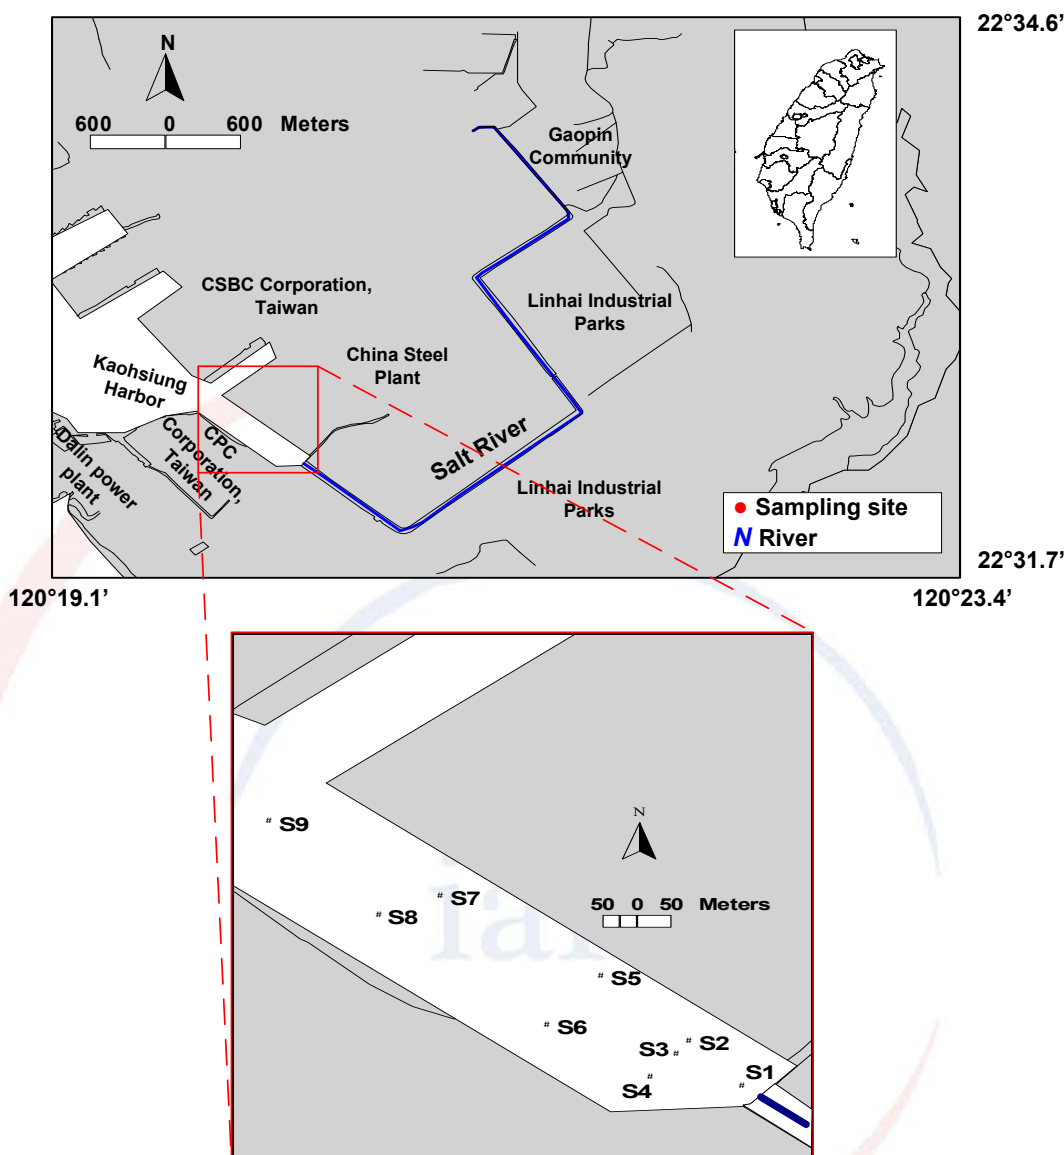 22°34.6'
N
600 0 600 Meters
Gaopin
Community
CSBC Corporation,
Taiwan
Linhai Industrial
Parks
China Steel
Plant
Kaohsiung
Harbor
CPC
Corporation,
Taiwan
Dalin power
plant
Salt River
Linhai Industrial
Parks
Sampling site
N River
22°31.7'
120°19.1'
120°23.4'
S9
N
S7
50 0 50 Meters
S8
S5
S6
S3
S2
S4
S1